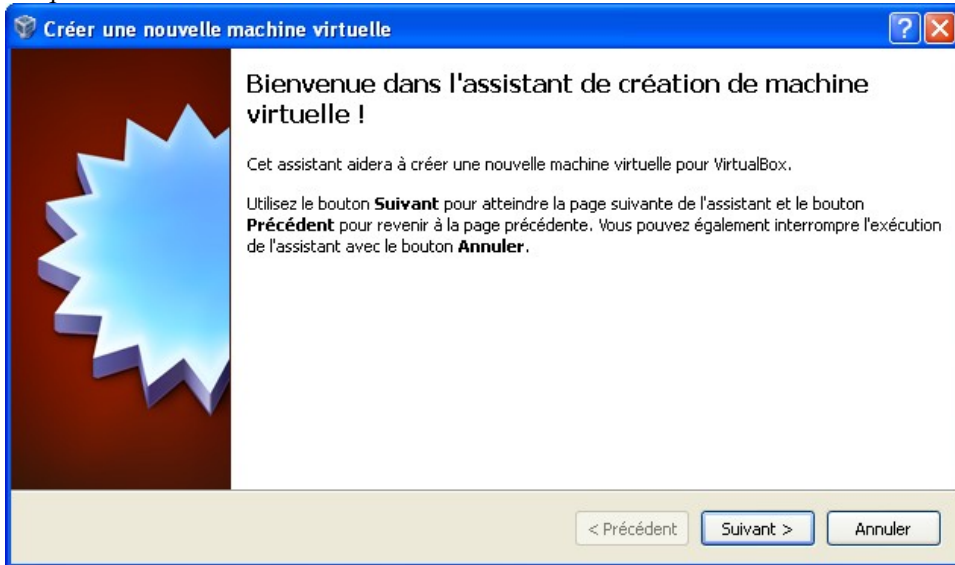 Créer une nouvelle machine virtuelle
Bienvenue dans l'assistant de création de machine
virtuelle !
Cet assistant aidera à créer une nouvelle machine virtuelle pour VirtualBox.
Utilisez le bouton Suivant pour atteindre la page suivante de l'assistant et le bouton
Précédent pour revenir à la page précédente. Vous pouvez également interrompre l'exécution
de l'assistant avec le bouton Annuler.
< Précédent Suivant > Annuler